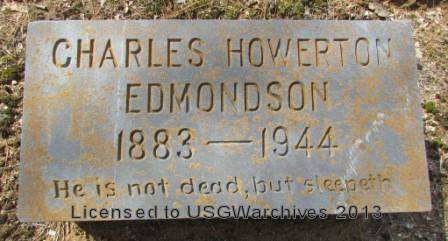 CHARLES HOWERTON
EDMONDSON
1883 — 1944
He is not dead, but sleepeth
Licensed to USGWarchives 2013